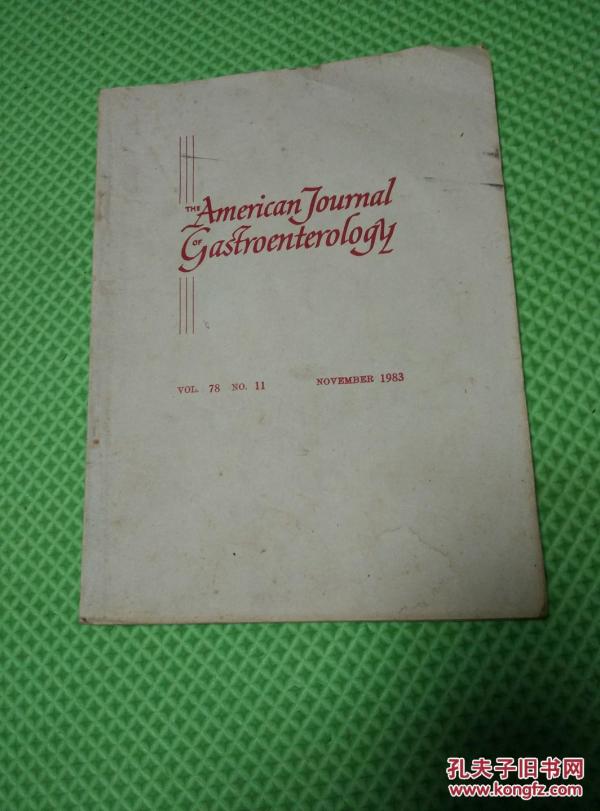 THE American Journal
OF Gastroenterology
VOL. 78 NO. 11 NOVEMBER 1983
孔夫子旧书网
www.kongfz.com